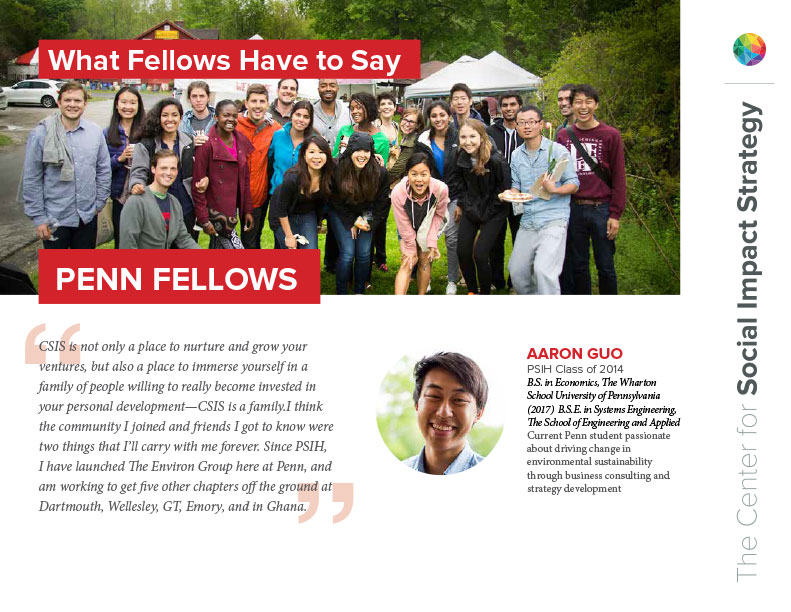 What Fellows Have to Say
PENN FELLOWS
CSIS is not only a place to nurture and grow your
ventures, but also a place to immerse yourself in a
family of people willing to really become invested in
your personal development—CSIS is a family.I think
the community I joined and friends I got to know were
two things that I'll carry with me forever. Since PSIH,
I have launched The Environ Group here at Penn, and
am working to get five other chapters off the ground at
Dartmouth, Wellesley, GT, Emory, and in Ghana.
AARON GUO
PSIH Class of 2014
B.S. in Economics, The Wharton
School University of Pennsylvania
(2017) B.S.E. in Systems Engineering,
The School of Engineering and Applied
Current Penn student passionate
about driving change in
environmental sustainability
through business consulting and
strategy development
The Center for Social Impact Strategy